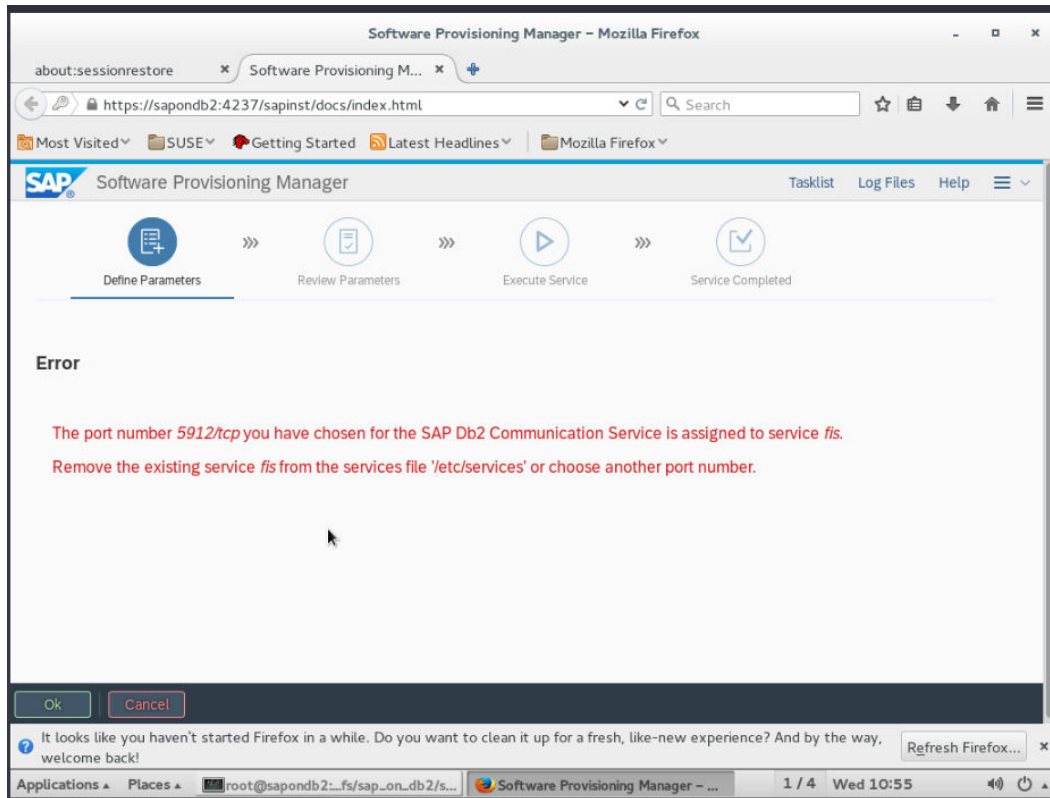 Software Provisioning Manager – Mozilla Firefox
about:sessionrestore
Software Provisioning M...
https://sapondb2:4237/sapinst/docs/index.html
Search
Most Visited
SUSE
Getting Started
Latest Headlines
Mozilla Firefox
SAP
Software Provisioning Manager
Tasklist
Log Files
Help
Define Parameters
Review Parameters
Execute Service
Service Completed
Error
The port number 5912/tcp you have chosen for the SAP Db2 Communication Service is assigned to service fis.
Remove the existing service fis from the services file '/etc/services' or choose another port number.
Ok
Cancel
It looks like you haven't started Firefox in a while. Do you want to clean it up for a fresh, like-new experience? And by the way,
welcome back!
Refresh Firefox...
Applications
Places
root@sapondb2:...fs/sap_on_db2/s...
Software Provisioning Manager – ...
1 / 4
Wed 10:55